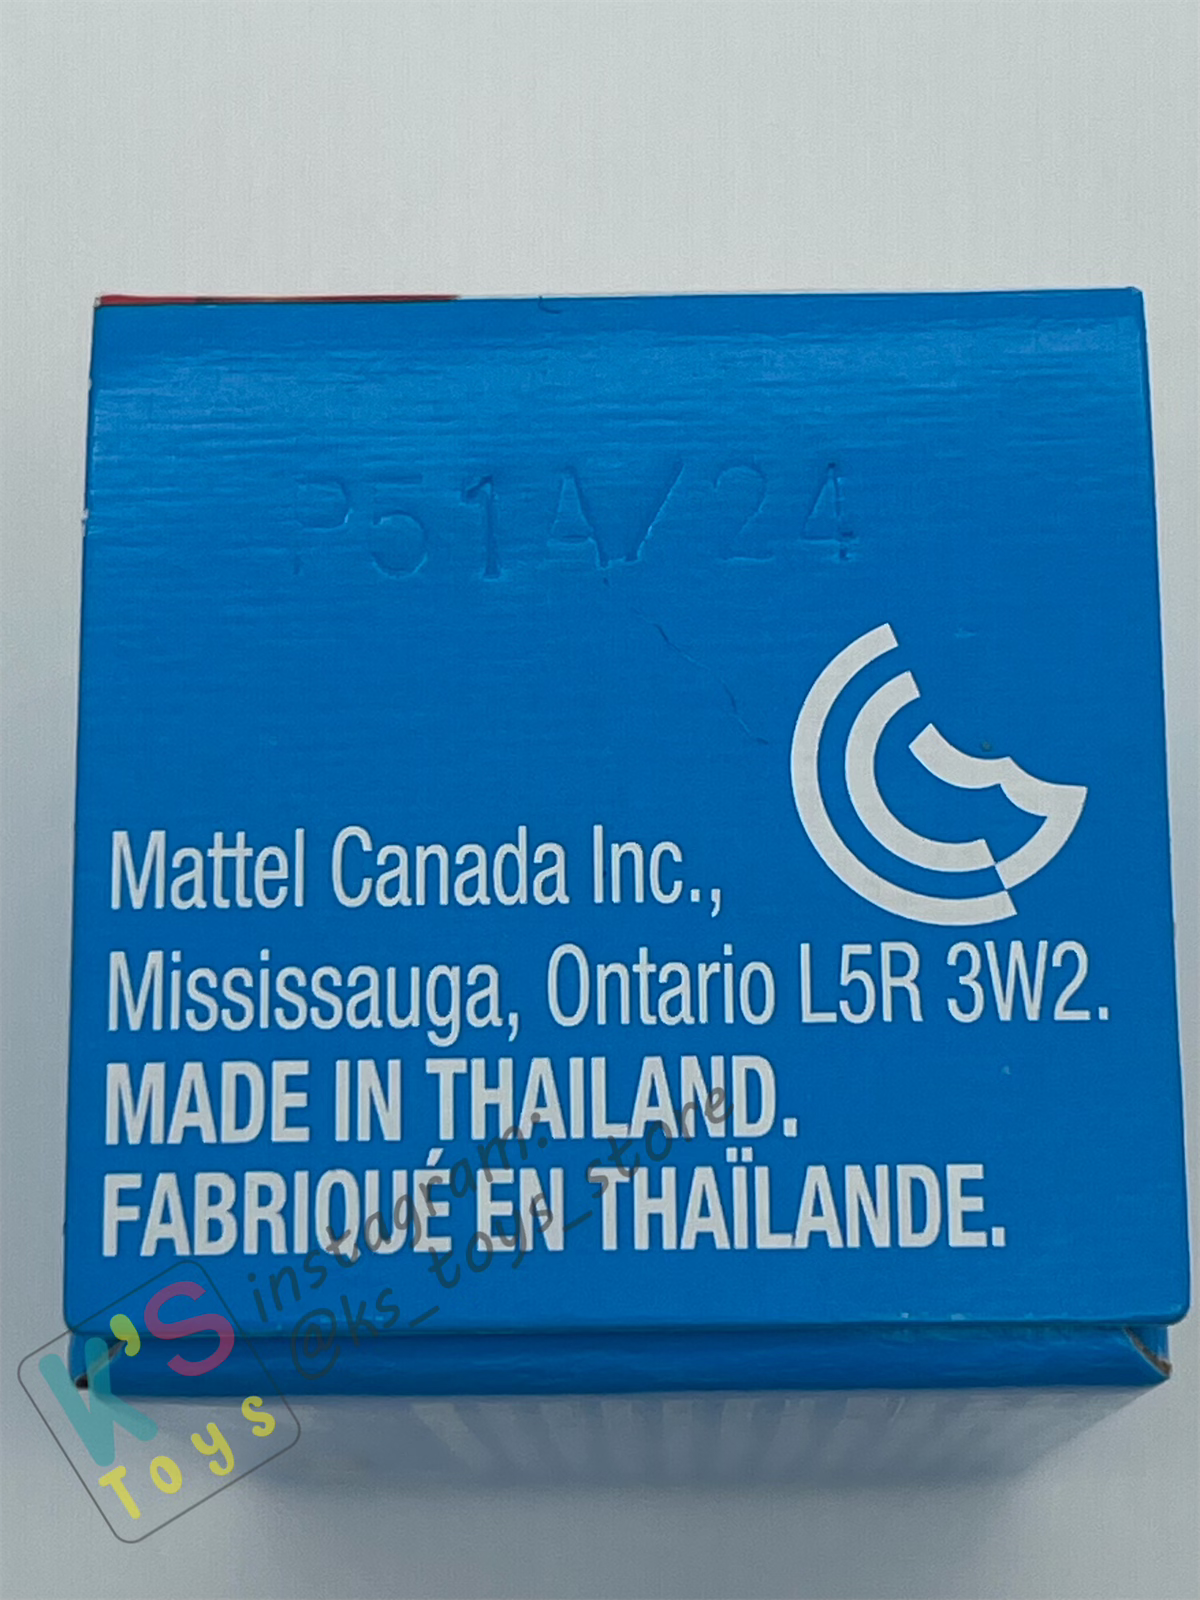 P51A/24
Mattel Canada Inc.,
Mississauga, Ontario L5R 3W2.
MADE IN THAILAND.
FABRIQUÉ EN THAÏLANDE.
instagram:
@ks_toys_store
K'S
Toys